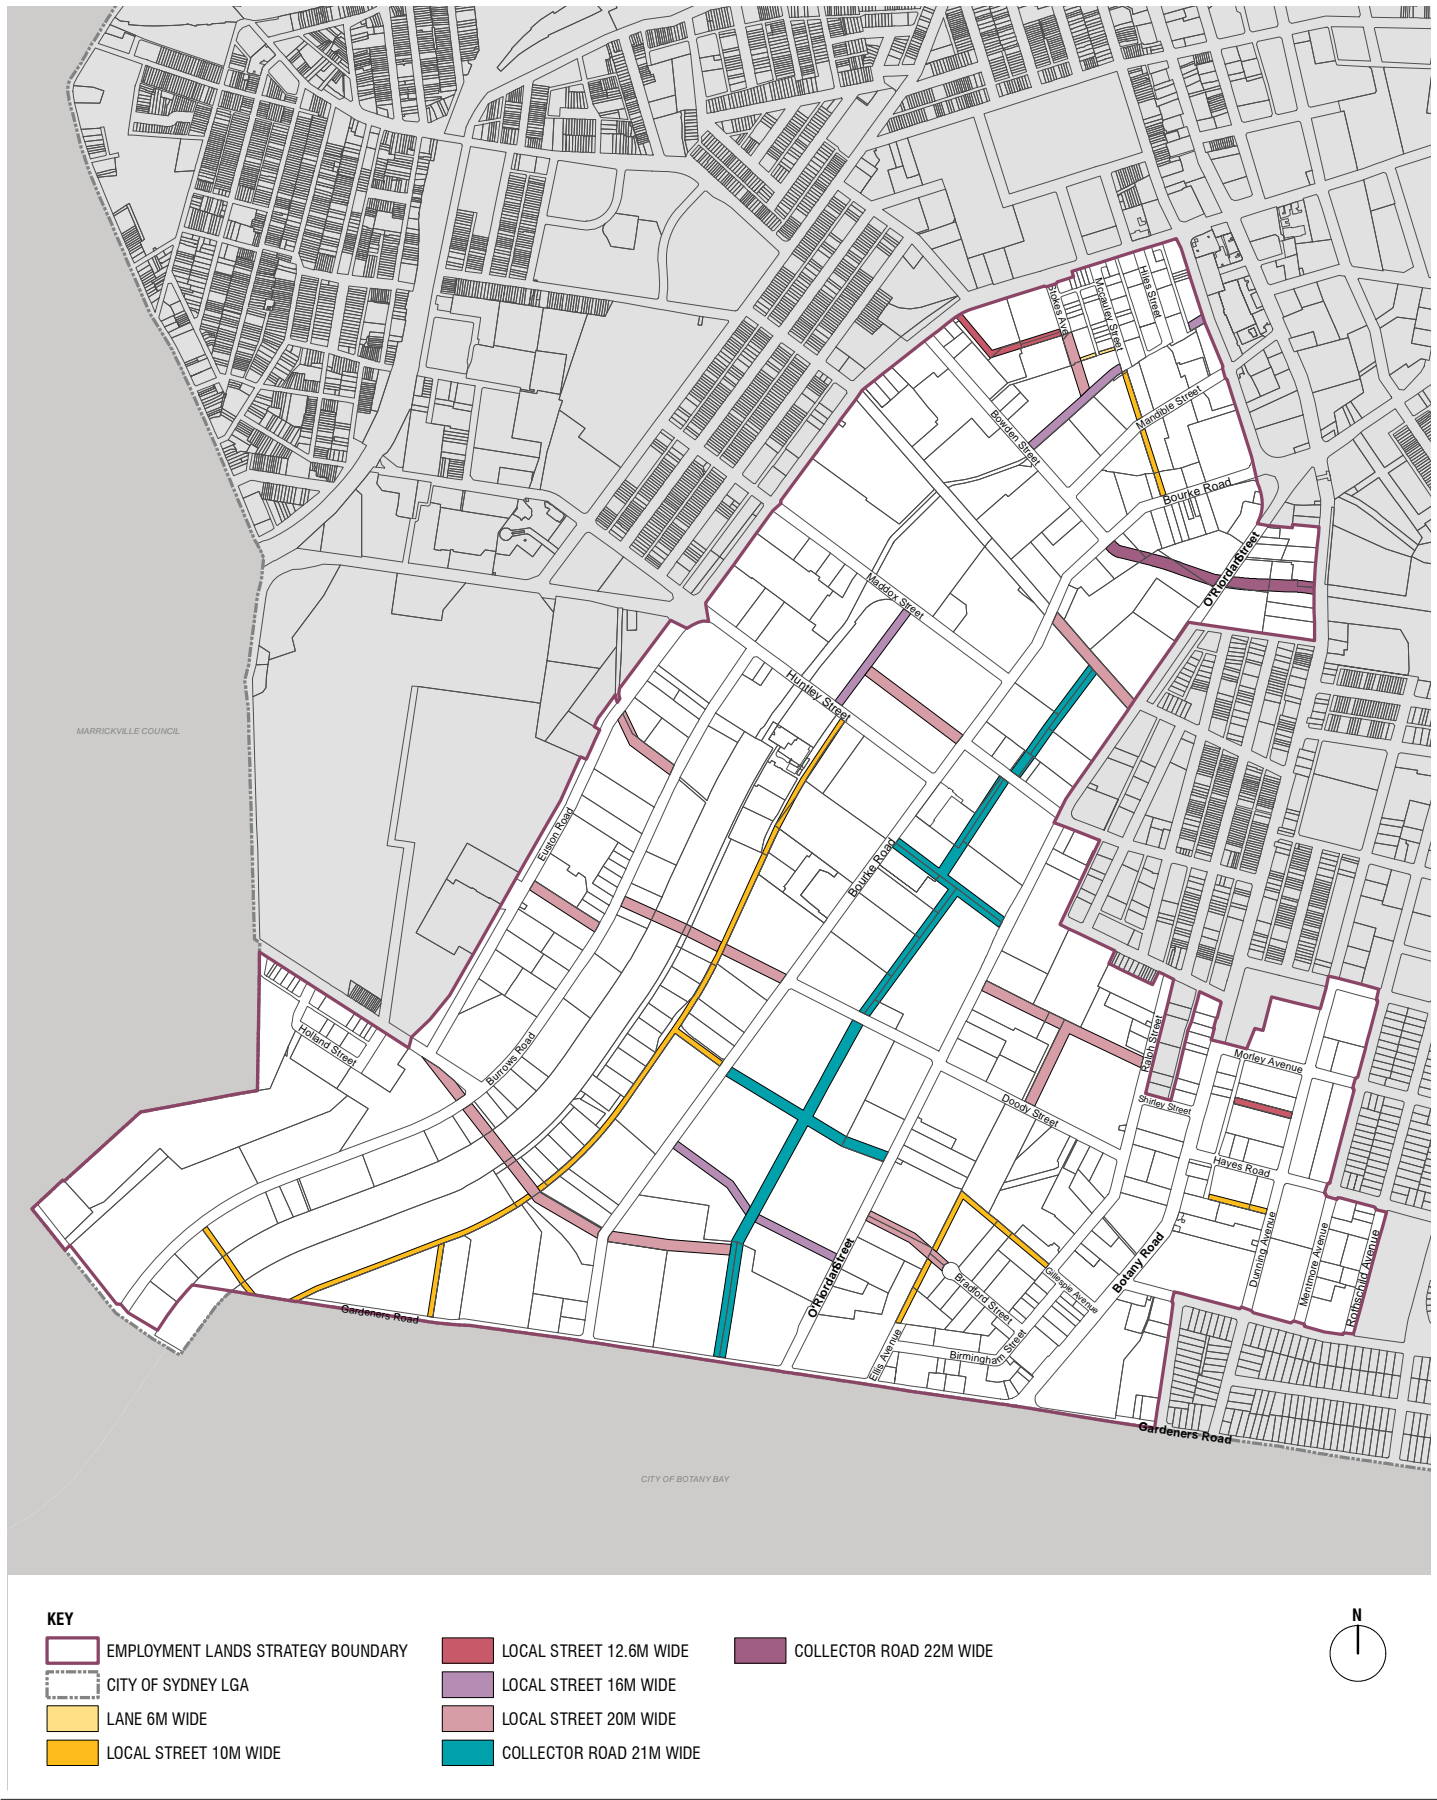 Stokes Ave
Mccauley Street
Hiles Street
Mandible Street
Bowden Street
Bourke Road
O'Riordan Street
Maddox Street
Huntley Street
MARRICKVILLE COUNCIL
Euston Road
Bourke Road
Holland Street
Burrows Road
Ralph Street
Morley Avenue
Shirley Street
Doody Street
Hayes Road
Dunning Avenue
Mentmore Avenue
Rothschild Avenue
Botany Road
O'Riordan Street
Gillespie Avenue
Bradford Street
Gardeners Road
Ellis Avenue
Birmingham Street
Gardeners Road
CITY OF BOTANY BAY
KEY
EMPLOYMENT LANDS STRATEGY BOUNDARY
CITY OF SYDNEY LGA
LANE 6M WIDE
LOCAL STREET 10M WIDE
LOCAL STREET 12.6M WIDE
LOCAL STREET 16M WIDE
LOCAL STREET 20M WIDE
COLLECTOR ROAD 21M WIDE
COLLECTOR ROAD 22M WIDE
N